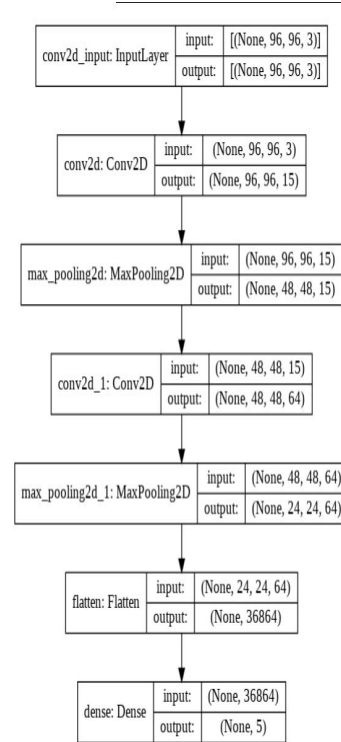 conv2d_input: InputLayer
input: [(None, 96, 96, 3)]
output: [(None, 96, 96, 3)]
conv2d: Conv2D
input: (None, 96, 96, 3)
output: (None, 96, 96, 15)
max_pooling2d: MaxPooling2D
input: (None, 96, 96, 15)
output: (None, 48, 48, 15)
conv2d_1: Conv2D
input: (None, 48, 48, 15)
output: (None, 48, 48, 64)
max_pooling2d_1: MaxPooling2D
input: (None, 48, 48, 64)
output: (None, 24, 24, 64)
flatten: Flatten
input: (None, 24, 24, 64)
output: (None, 36864)
dense: Dense
input: (None, 36864)
output: (None, 5)